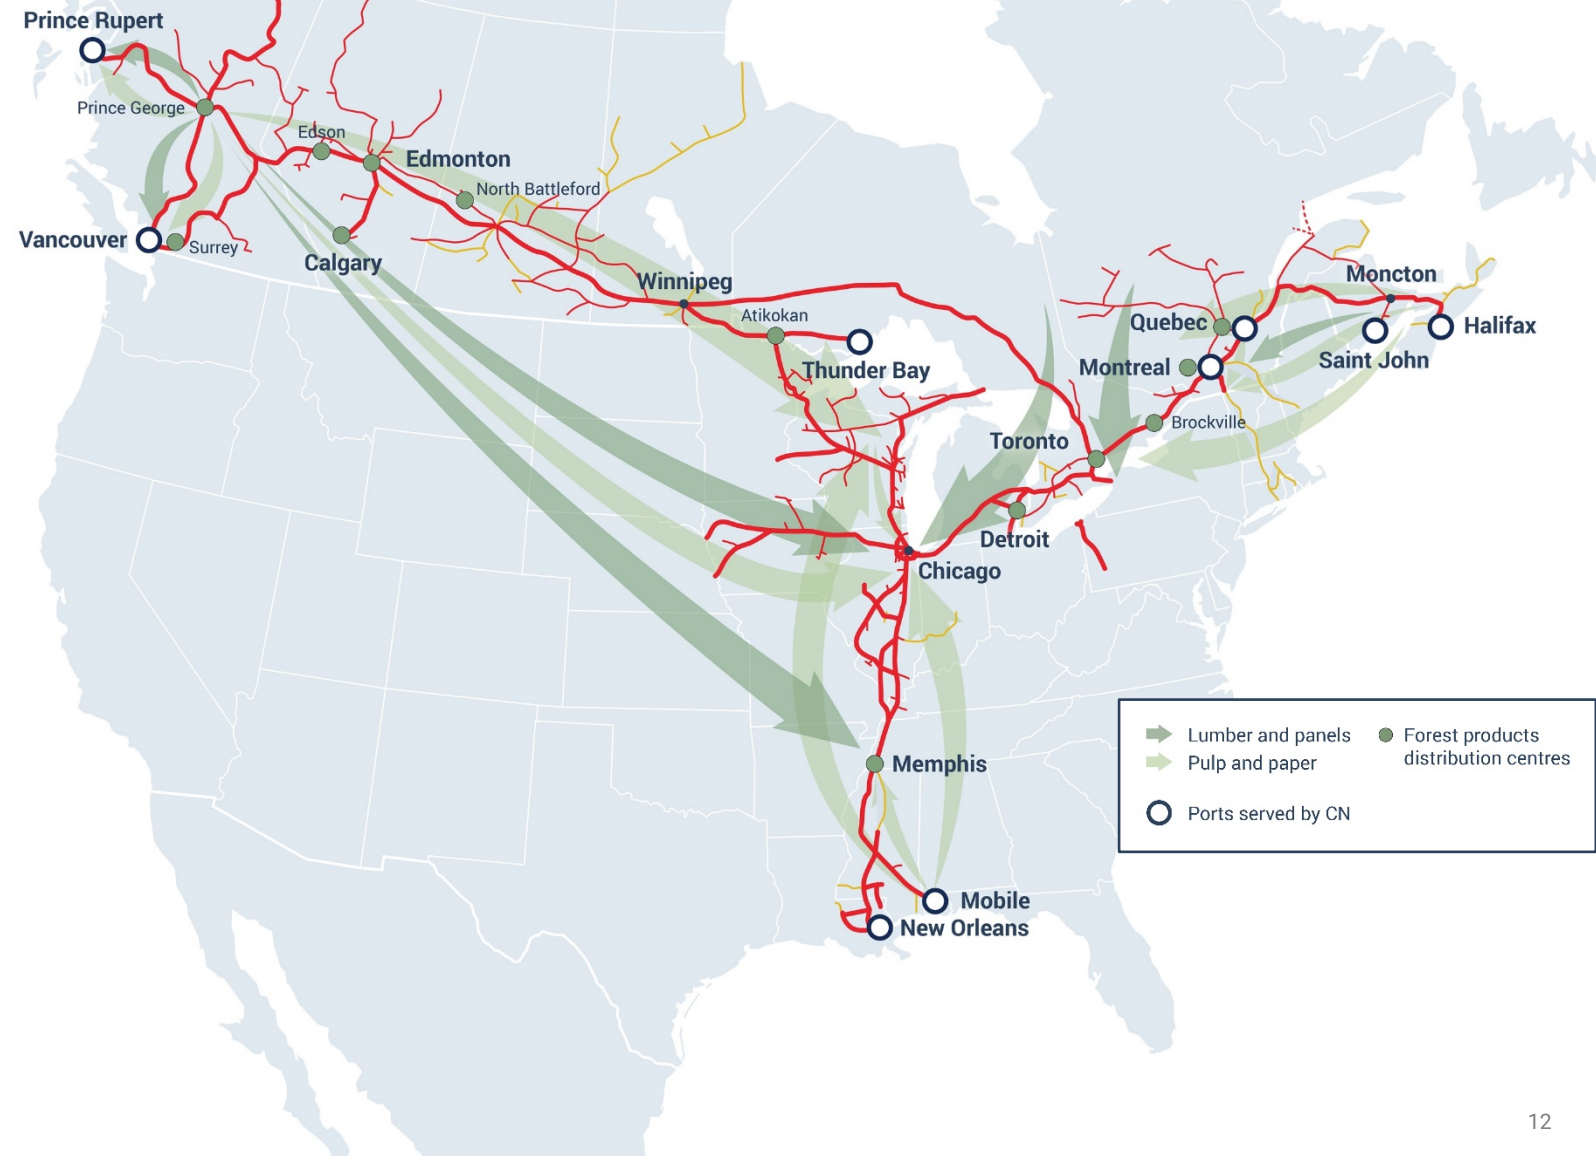 Prince Rupert
Prince George
Edson
Edmonton
North Battleford
Vancouver
Surrey
Calgary
Winnipeg
Atikokan
Thunder Bay
Moncton
Quebec
Halifax
Saint John
Montreal
Brockville
Toronto
Detroit
Chicago
Memphis
Mobile
New Orleans
Lumber and panels
Pulp and paper
Forest products
distribution centres
Ports served by CN
12